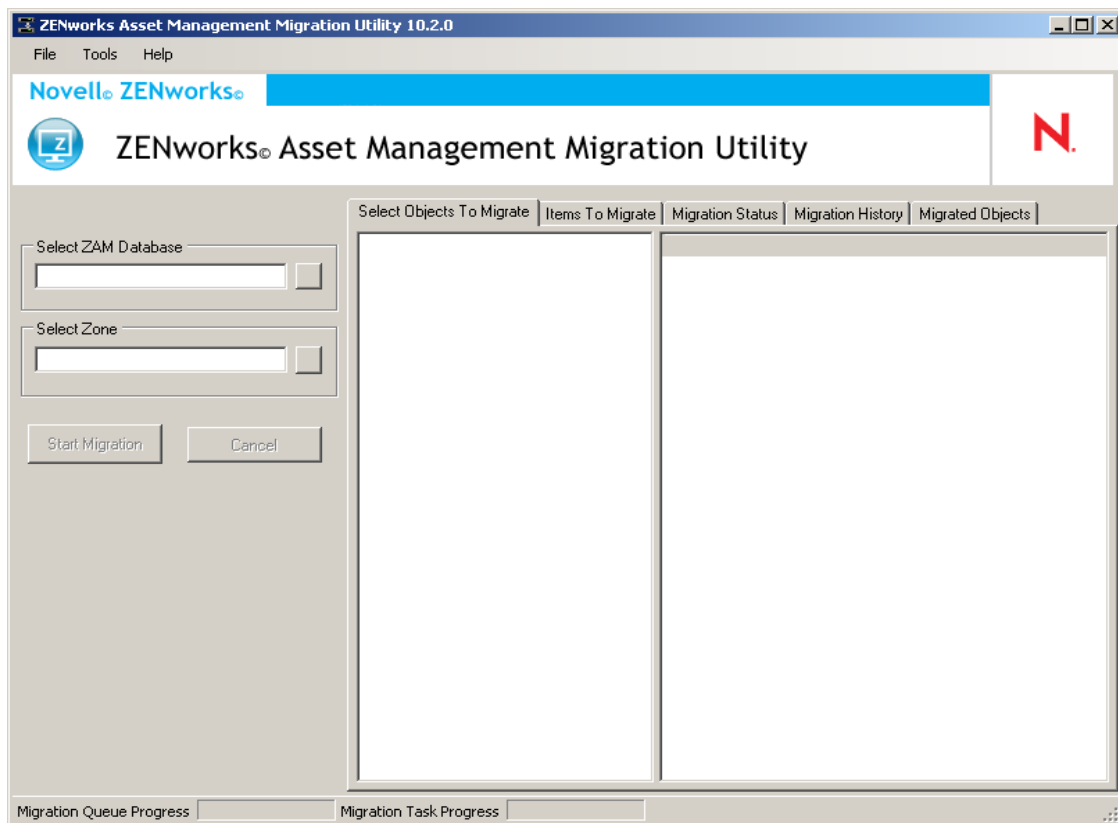 ZENworks Asset Management Migration Utility 10.2.0
File Tools Help
Novell© ZENworks©
Z
ZENworks© Asset Management Migration Utility
N.
Select Objects To Migrate Items To Migrate Migration Status Migration History Migrated Objects
Select ZAM Database
Select Zone
Start Migration Cancel
Migration Queue Progress Migration Task Progress